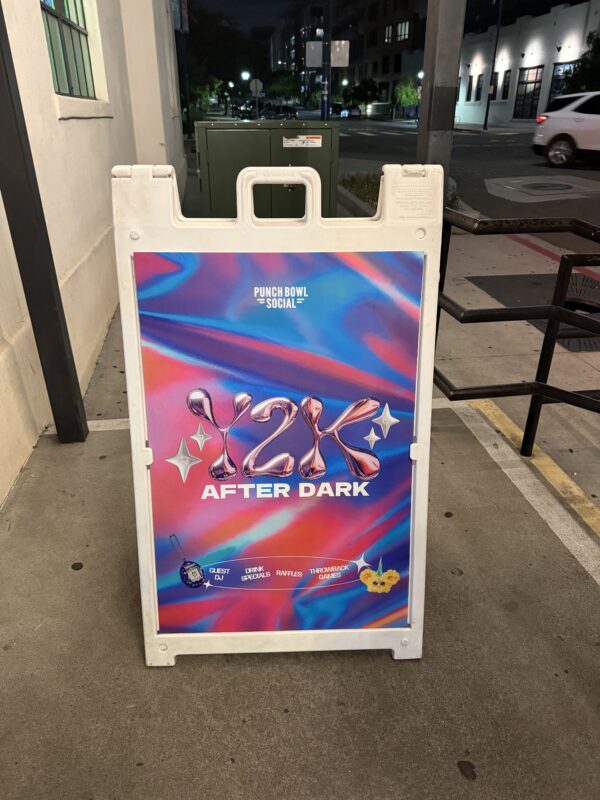 PUNCH BOWL
SOCIAL
Y2K
AFTER DARK
GUEST
DJ
DRINK
SPECIALS
RAFFLES
THROWBACK
GAMES